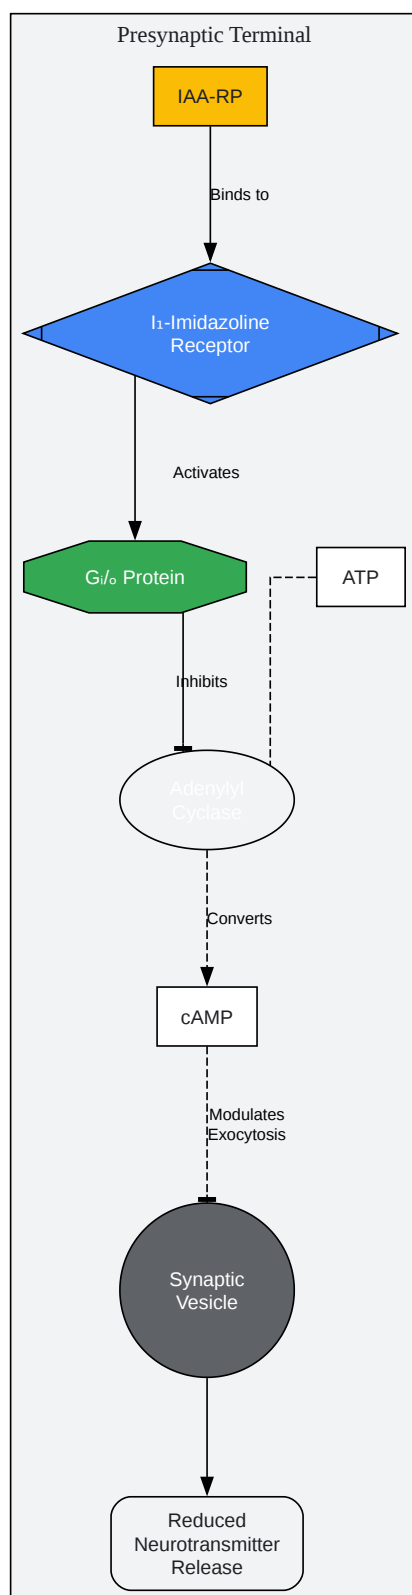 Presynaptic Terminal
IAA-RP
Binds to
I₁-Imidazoline
Receptor
Activates
Gᵢ/ₒ Protein
ATP
Inhibits
Adenylyl
Cyclase
Converts
cAMP
Modulates
Exocytosis
Synaptic
Vesicle
Reduced
Neurotransmitter
Release